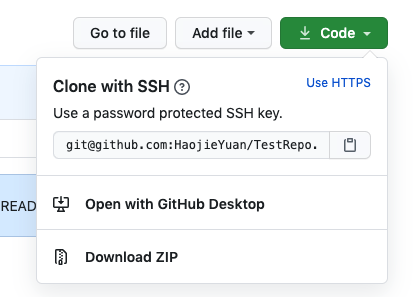 Go to file Add file Code
Clone with SSH ? Use HTTPS
Use a password protected SSH key.
git@github.com:HaojieYuan/TestRepo.
READ
Open with GitHub Desktop
Download ZIP